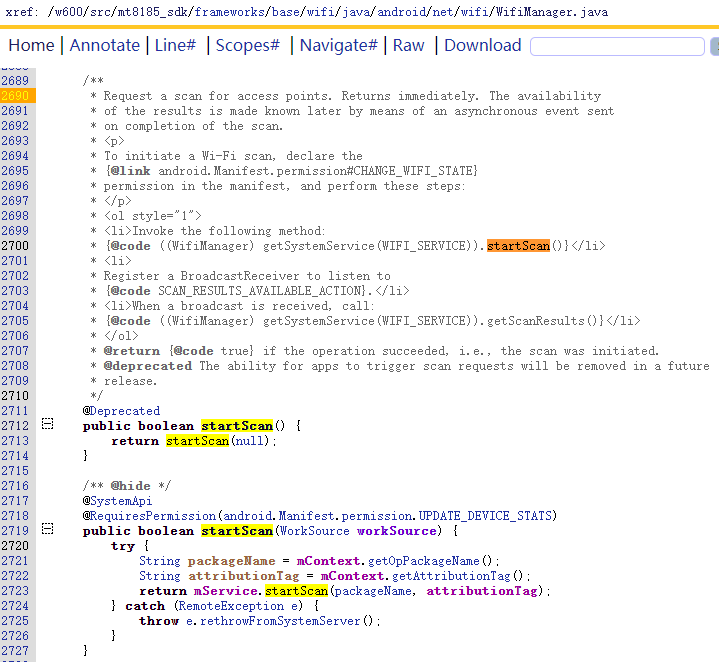 xref: /w600/src/mt8185_sdk/frameworks/base/wifi/java/android/net/wifi/WifiManager.java
Home | Annotate | Line# | Scopes# | Navigate# | Raw | Download
2689 /**
2690 * Request a scan for access points. Returns immediately. The availability
2691 * of the results is made known later by means of an asynchronous event sent
2692 * on completion of the scan.
2693 * <p>
2694 * To initiate a Wi-Fi scan, declare the
2695 * {@link android.Manifest.permission#CHANGE_WIFI_STATE}
2696 * permission in the manifest, and perform these steps:
2697 * </p>
2698 * <ol style="1">
2699 * <li>Invoke the following method:
2700 * {@code ((WifiManager) getSystemService(WIFI_SERVICE)).startScan()}</li>
2701 * <li>
2702 * Register a BroadcastReceiver to listen to
2703 * {@code SCAN_RESULTS_AVAILABLE_ACTION}.</li>
2704 * <li>When a broadcast is received, call:
2705 * {@code ((WifiManager) getSystemService(WIFI_SERVICE)).getScanResults()}</li>
2706 * </ol>
2707 * @return {@code true} if the operation succeeded, i.e., the scan was initiated.
2708 * @deprecated The ability for apps to trigger scan requests will be removed in a future
2709 * release.
2710 */
2711 @Deprecated
2712 public boolean startScan() {
2713 return startScan(null);
2714 }
2715
2716 /** @hide */
2717 @SystemApi
2718 @RequiresPermission(android.Manifest.permission.UPDATE_DEVICE_STATS)
2719 public boolean startScan(WorkSource workSource) {
2720 try {
2721 String packageName = mContext.getOpPackageName();
2722 String attributionTag = mContext.getAttributionTag();
2723 return mService.startScan(packageName, attributionTag);
2724 } catch (RemoteException e) {
2725 throw e.rethrowFromSystemServer();
2726 }
2727 }